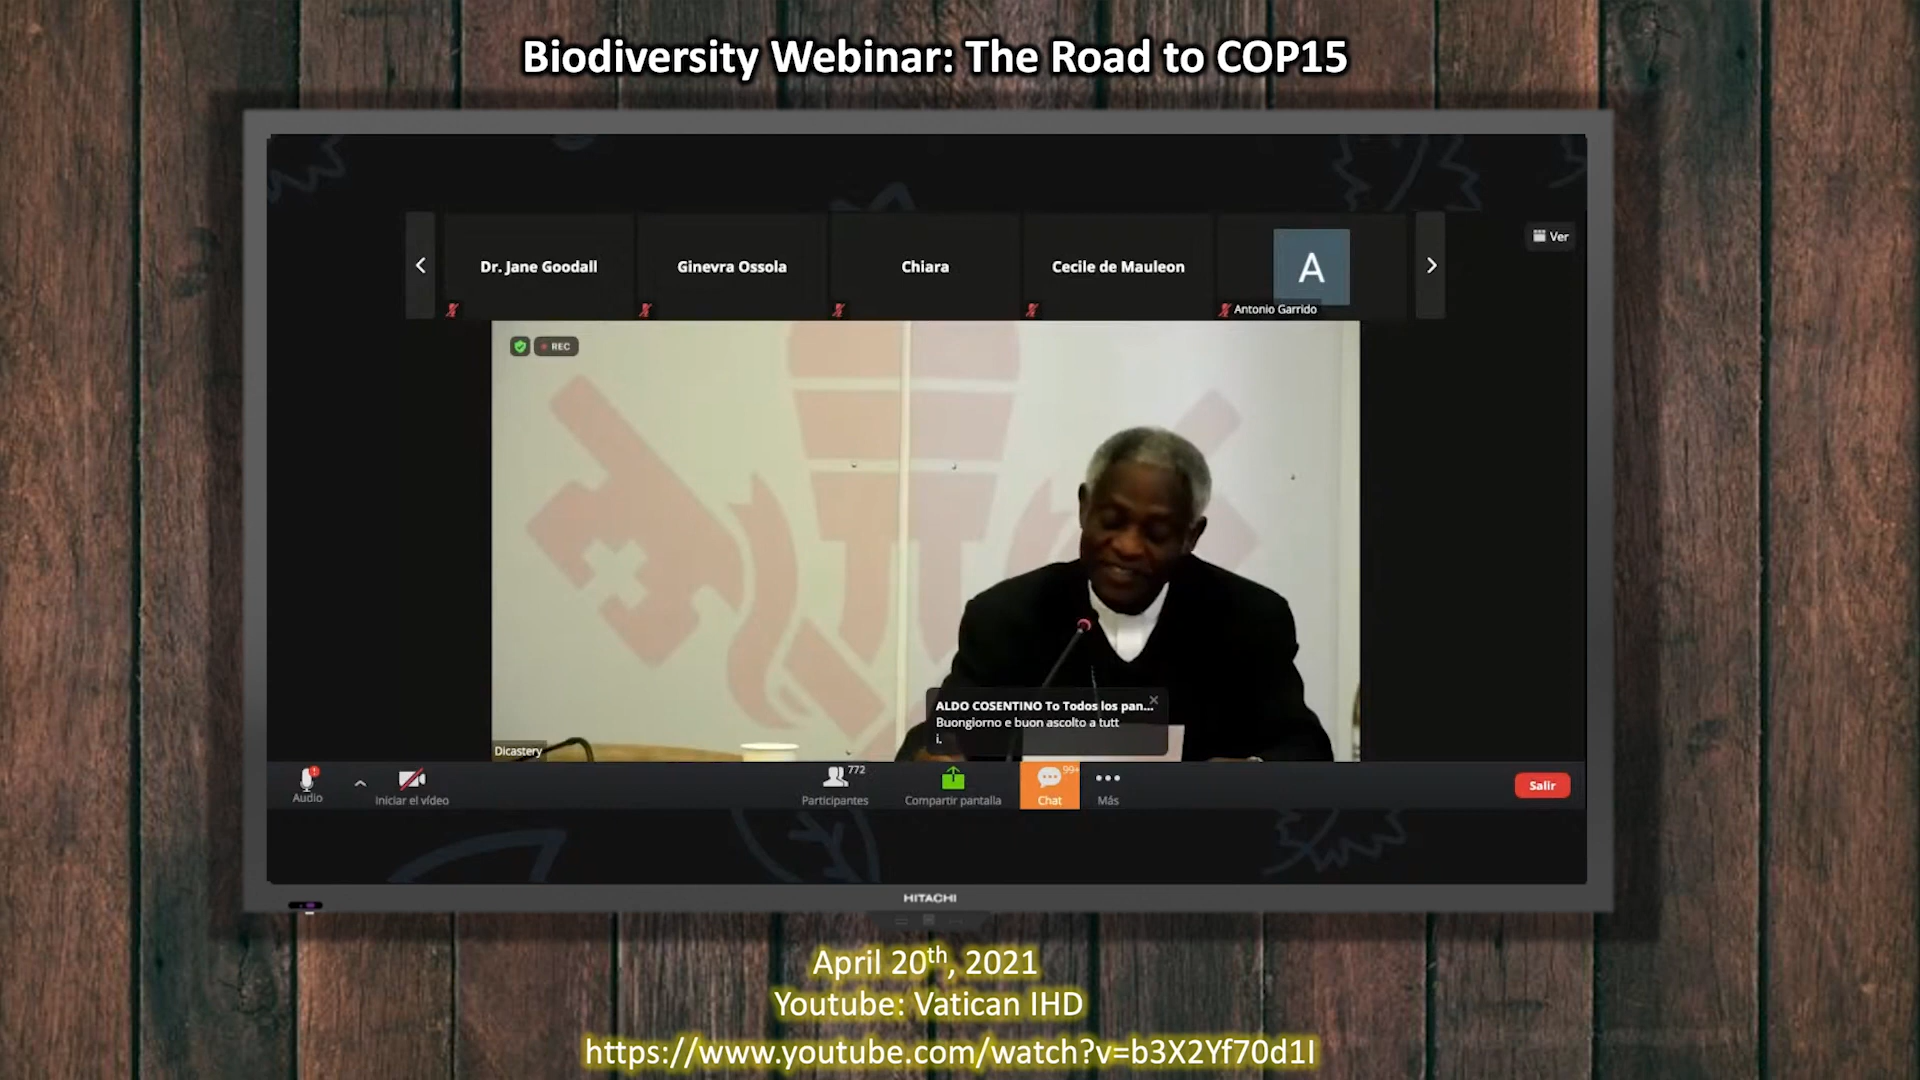 Biodiversity Webinar: The Road to COP15
Ver
Dr. Jane Goodall
Ginevra Ossola
Chiara
Cecile de Mauleon
A
Antonio Garrido
REC
ALDO COSENTINO To Todos los pan...
Buongiorno e buon ascolto a tutt
i.
Dicastery
Audio
Iniciar el vídeo
772
Participantes
Compartir pantalla
99+
Chat
Más
Salir
HITACHI
April 20th, 2021
Youtube: Vatican IHD
https://www.youtube.com/watch?v=b3X2Yf70d1I